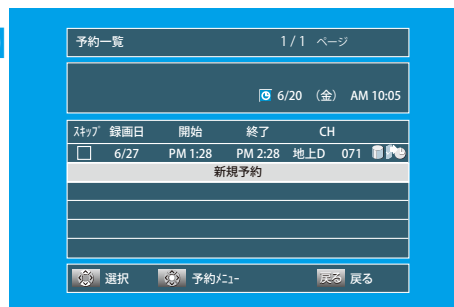 予約一覧 1/1 ページ
6/20 (金) AM 10:05
スキップ 録画日 開始 終了 CH
6/27 PM 1:28 PM 2:28 地上D 071
新規予約
選択 予約メニュー 戻る 戻る